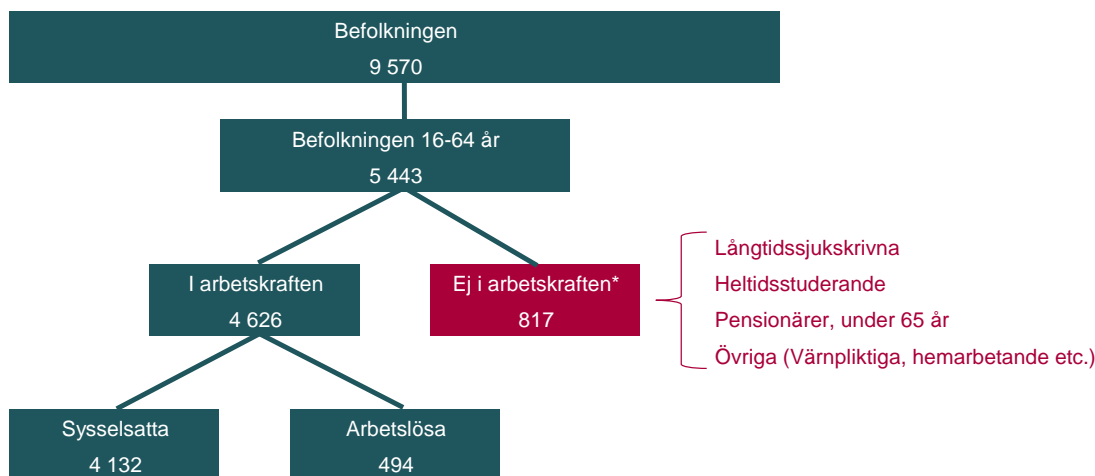 Befolkningen
9 570
Befolkningen 16-64 år
5 443
I arbetskraften
4 626
Ej i arbetskraften*
817
Långtidssjukskrivna
Heltidsstuderande
Pensionärer, under 65 år
Övriga (Värnpliktiga, hemarbetande etc.)
Sysselsatta
4 132
Arbetslösa
494